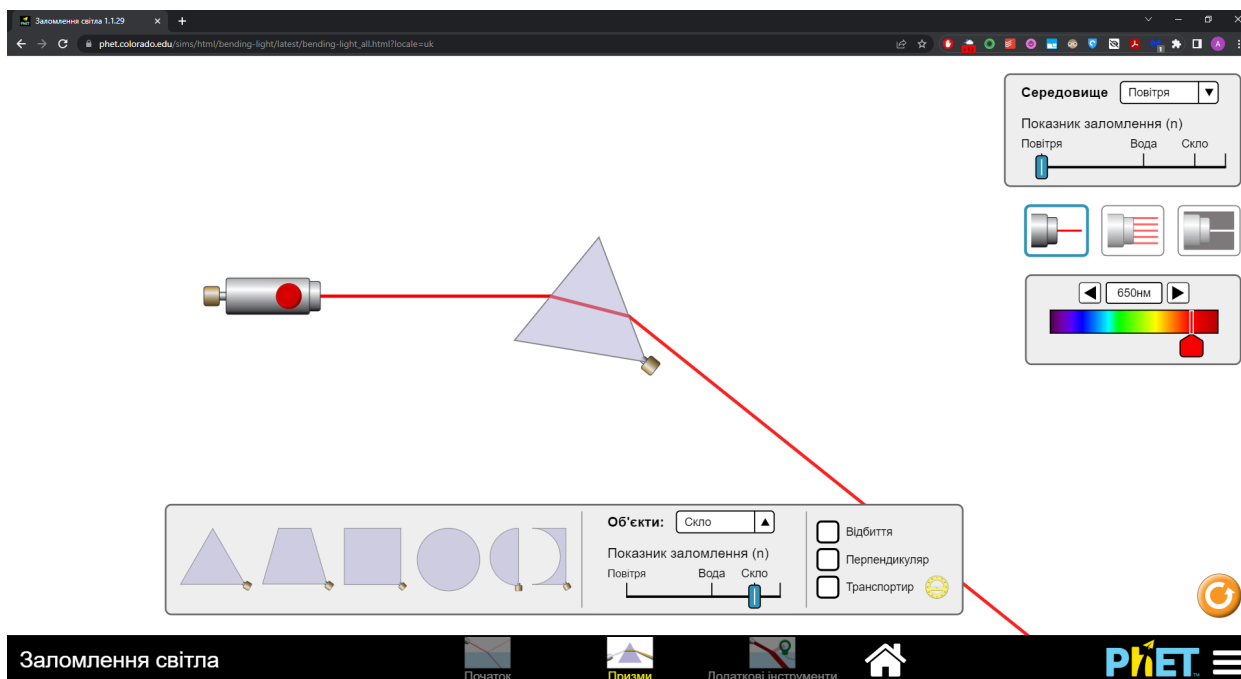 Заломлення світла 1.1.29
phet.colorado.edu/sims/html/bending-light/latest/bending-light_all.html?locale=uk
Середовище Повітря
Показник заломлення (n)
Повітря Вода Скло
650нм
Об'єкти: Скло
Показник заломлення (n)
Повітря Вода Скло
Відбиття
Перпендикуляр
Транспортир
Заломлення світла
Початок
Призми
Додаткові інструменти
PhET